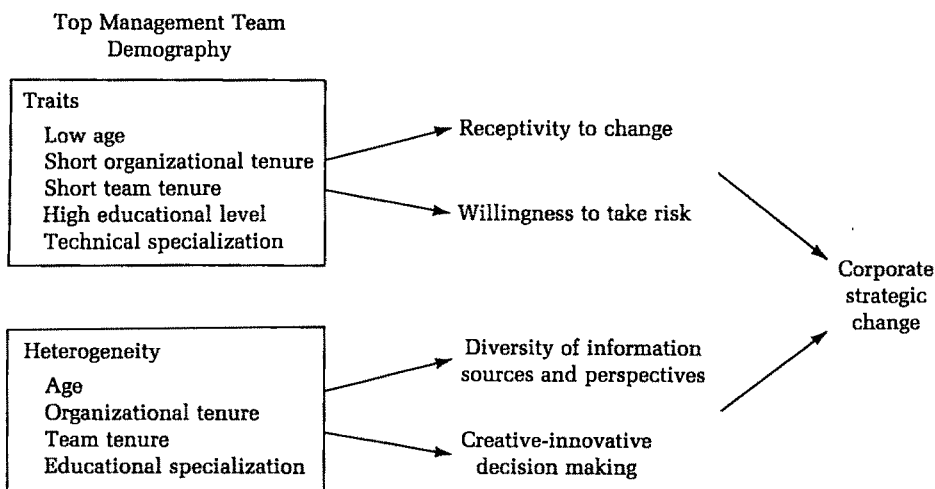 Top Management Team
Demography
Traits
Low age
Short organizational tenure
Short team tenure
High educational level
Technical specialization
Receptivity to change
Willingness to take risk
Heterogeneity
Age
Organizational tenure
Team tenure
Educational specialization
Diversity of information
sources and perspectives
Creative-innovative
decision making
Corporate
strategic
change